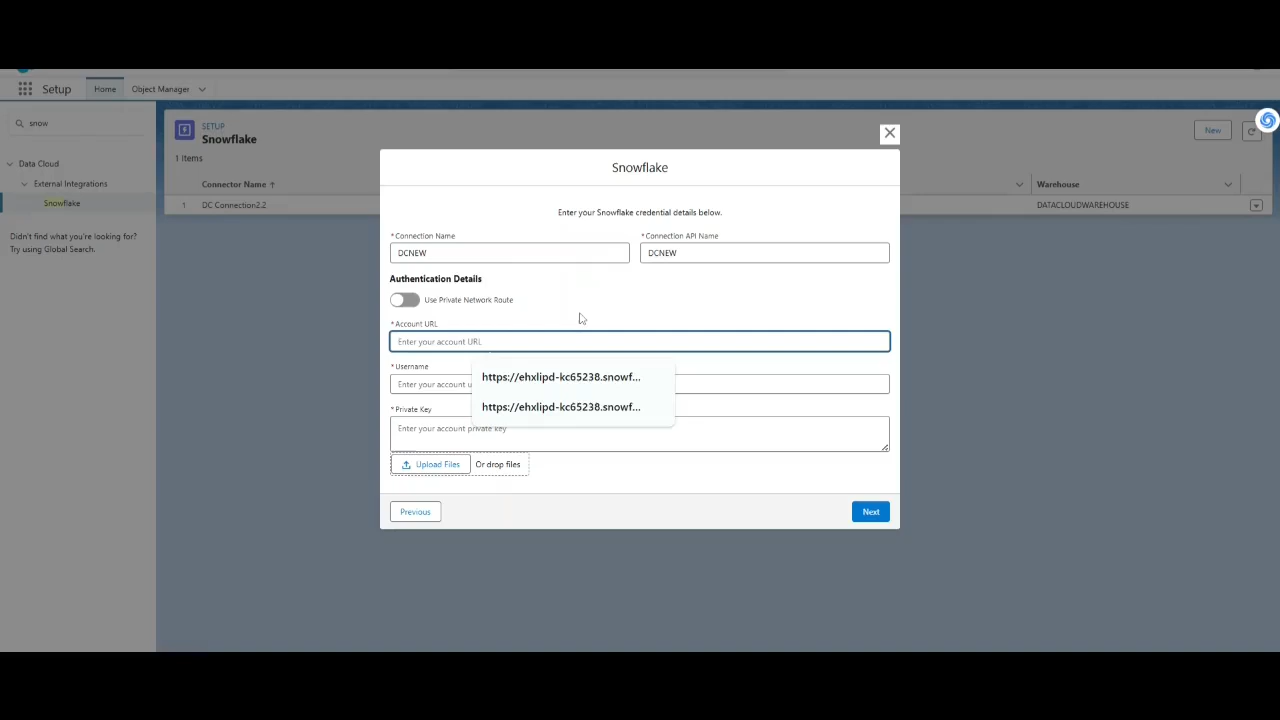 Setup
Home
Object Manager
snow
Data Cloud
External Integrations
Snowflake
Didn't find what you're looking for?
Try using Global Search.
SETUP
Snowflake
1 Items
New
Connector Name ↑
Warehouse
1
DC Connection2.2
DATACLOUDWAREHOUSE
Snowflake
Enter your Snowflake credential details below.
*Connection Name
*Connection API Name
DCNEW
DCNEW
Authentication Details
Use Private Network Route
*Account URL
Enter your account URL
*Username
https://ehxlipd-kc65238.snowf...
Enter your account u
https://ehxlipd-kc65238.snowf...
*Private Key
Enter your account private key
Upload Files
Or drop files
Previous
Next